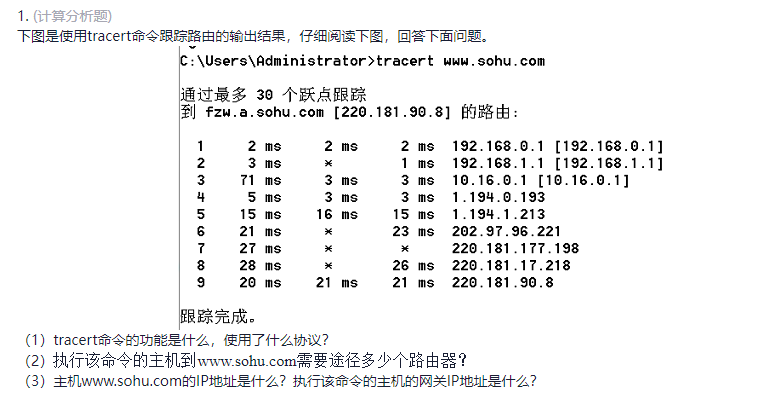 1. (计算分析题)
下图是使用tracert命令跟踪路由的输出结果，仔细阅读下图，回答下面问题。
C:\Users\Administrator>tracert www.sohu.com
通过最多 30 个跃点跟踪
到 fzw.a.sohu.com [220.181.90.8] 的路由:
1 2 ms 2 ms 2 ms 192.168.0.1 [192.168.0.1]
2 3 ms * 1 ms 192.168.1.1 [192.168.1.1]
3 71 ms 3 ms 3 ms 10.16.0.1 [10.16.0.1]
4 5 ms 3 ms 3 ms 1.194.0.193
5 15 ms 16 ms 15 ms 1.194.1.213
6 21 ms * 23 ms 202.97.96.221
7 27 ms * * 220.181.177.198
8 28 ms * 26 ms 220.181.17.218
9 20 ms 21 ms 21 ms 220.181.90.8
跟踪完成。
（1）tracert命令的功能是什么，使用了什么协议？
（2）执行该命令的主机到www.sohu.com需要途径多少个路由器？
（3）主机www.sohu.com的IP地址是什么？执行该命令的主机的网关IP地址是什么？